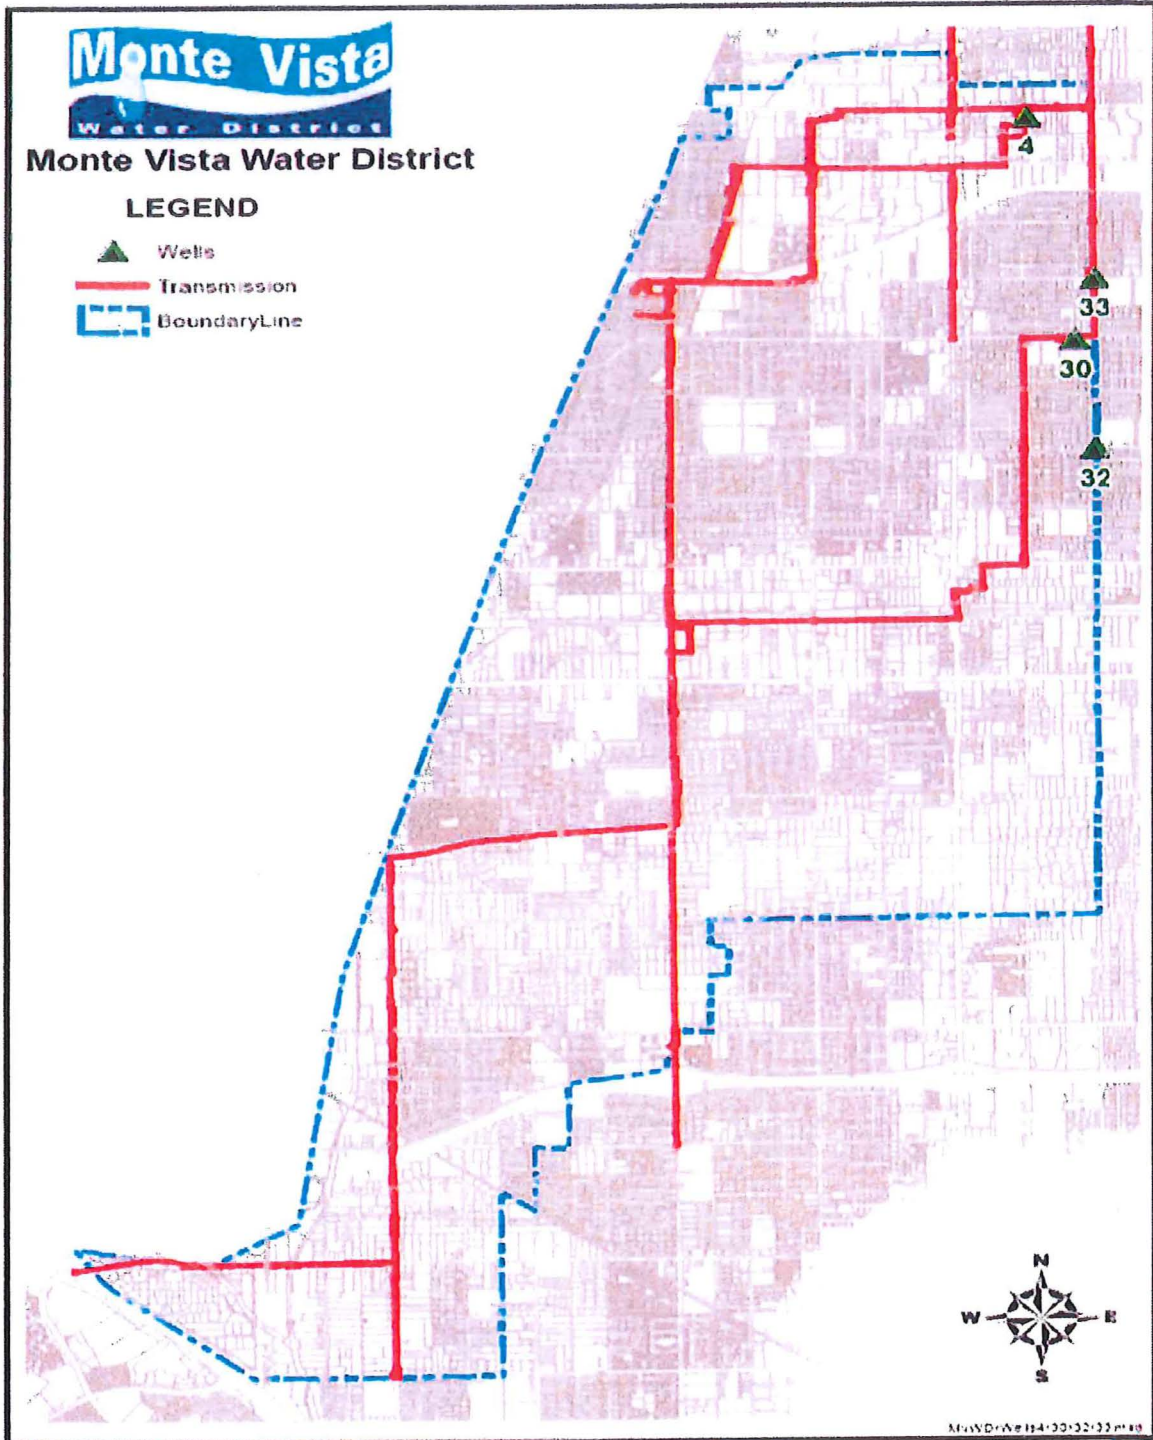 Monte Vista
Water District
Monte Vista Water District
LEGEND
Wells
Transmission
BoundaryLine
4
33
30
32
N
W
E
S